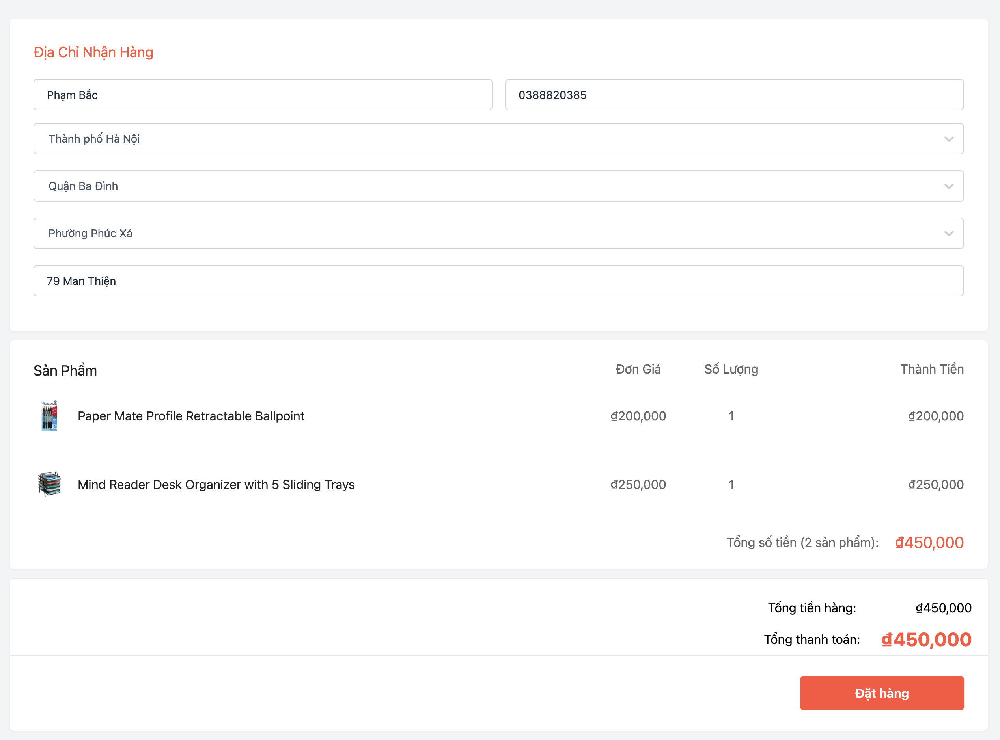 Địa Chỉ Nhận Hàng
Phạm Bắc 0388820385
Thành phố Hà Nội
Quận Ba Đình
Phường Phúc Xá
79 Man Thiện
Sản Phẩm Đơn Giá Số Lượng Thành Tiền
Paper Mate Profile Retractable Ballpoint ₫200,000 1 ₫200,000
Mind Reader Desk Organizer with 5 Sliding Trays ₫250,000 1 ₫250,000
Tổng số tiền (2 sản phẩm): ₫450,000
Tổng tiền hàng: ₫450,000
Tổng thanh toán: ₫450,000
Đặt hàng